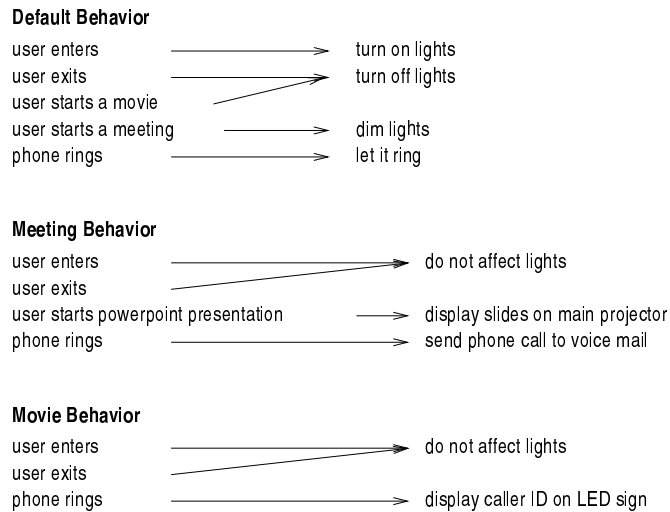 Default Behavior
user enters turn on lights
user exits turn off lights
user starts a movie
user starts a meeting dim lights
phone rings let it ring
Meeting Behavior
user enters do not affect lights
user exits
user starts powerpoint presentation display slides on main projector
phone rings send phone call to voice mail
Movie Behavior
user enters do not affect lights
user exits
phone rings display caller ID on LED sign